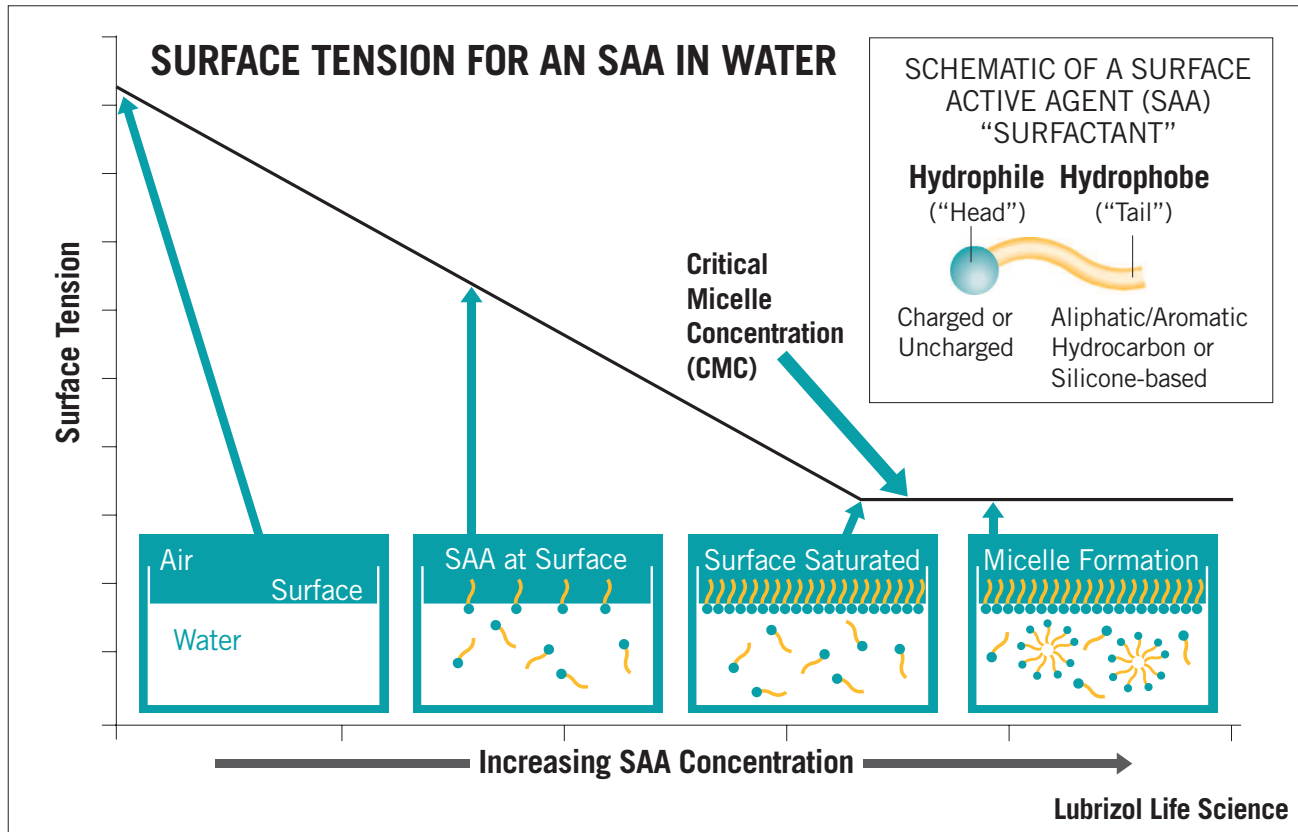 SURFACE TENSION FOR AN SAA IN WATER
SCHEMATIC OF A SURFACE
ACTIVE AGENT (SAA)
“SURFACTANT”
Hydrophile Hydrophobe
(“Head”) (“Tail”)
Charged or
Uncharged
Aliphatic/Aromatic
Hydrocarbon or
Silicone-based
Surface Tension
Critical
Micelle
Concentration
(CMC)
Air
Surface
Water
SAA at Surface
Surface Saturated
Micelle Formation
Increasing SAA Concentration
Lubrizol Life Science